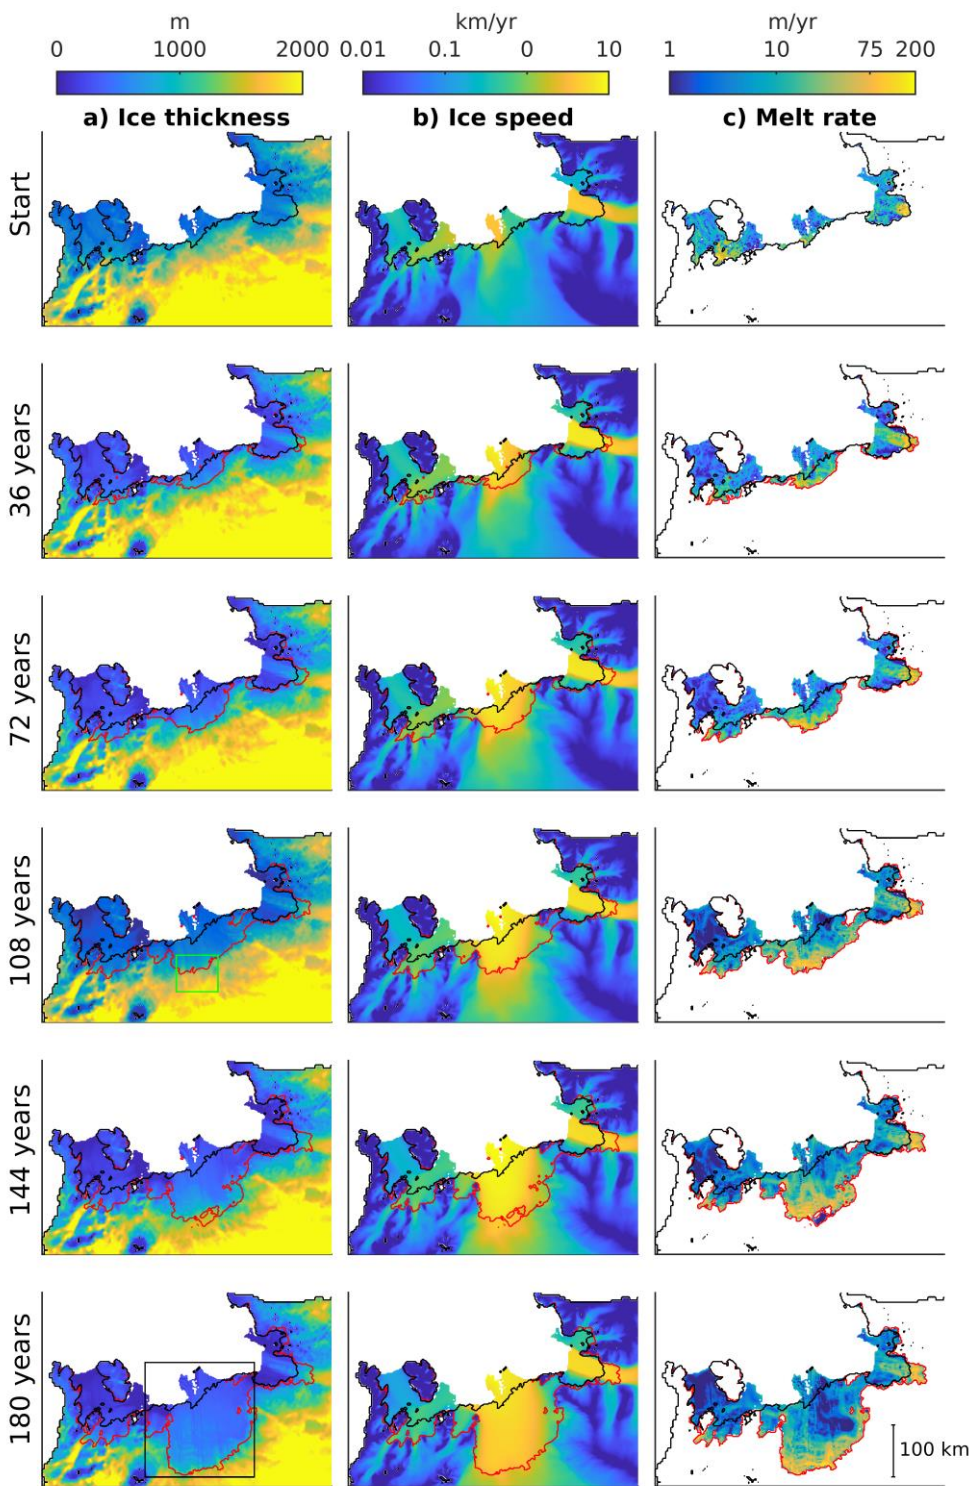 m km/yr m/yr
0 1000 2000 0.01 0.1 0 10 1 10 75 200
a) Ice thickness b) Ice speed c) Melt rate
Start
36 years
72 years
108 years
144 years
180 years
100 km